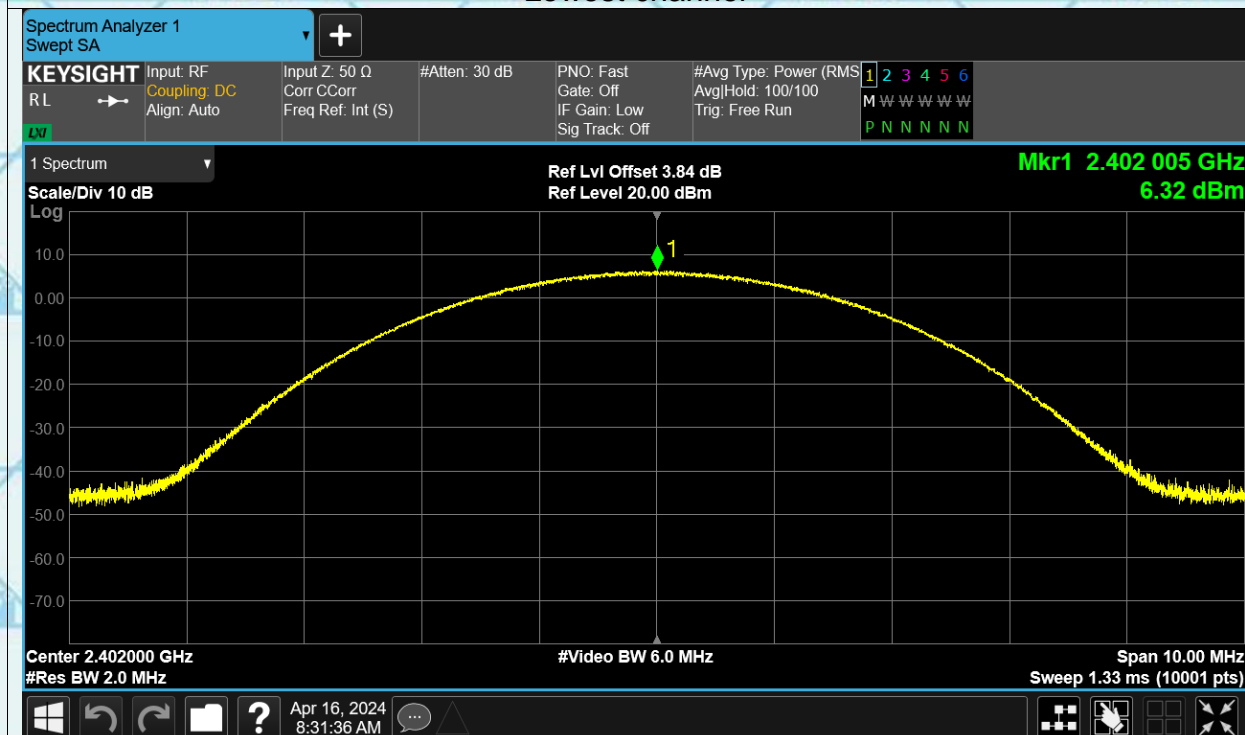 Lowest channel
Spectrum Analyzer 1
Swept SA
+
KEYSIGHT
R L
LXI
Input: RF
Coupling: DC
Align: Auto
Input Z: 50 Ω
Corr CCorr
Freq Ref: Int (S)
#Atten: 30 dB
PNO: Fast
Gate: Off
IF Gain: Low
Sig Track: Off
#Avg Type: Power (RMS
Avg|Hold: 100/100
Trig: Free Run
1 2 3 4 5 6
M W W W W W
P N N N N N
1 Spectrum
Scale/Div 10 dB
Log
Ref Lvl Offset 3.84 dB
Ref Level 20.00 dBm
Mkr1 2.402 005 GHz
6.32 dBm
1
10.0
0.00
-10.0
-20.0
-30.0
-40.0
-50.0
-60.0
-70.0
Center 2.402000 GHz
#Res BW 2.0 MHz
#Video BW 6.0 MHz
Span 10.00 MHz
Sweep 1.33 ms (10001 pts)
?
Apr 16, 2024
8:31:36 AM